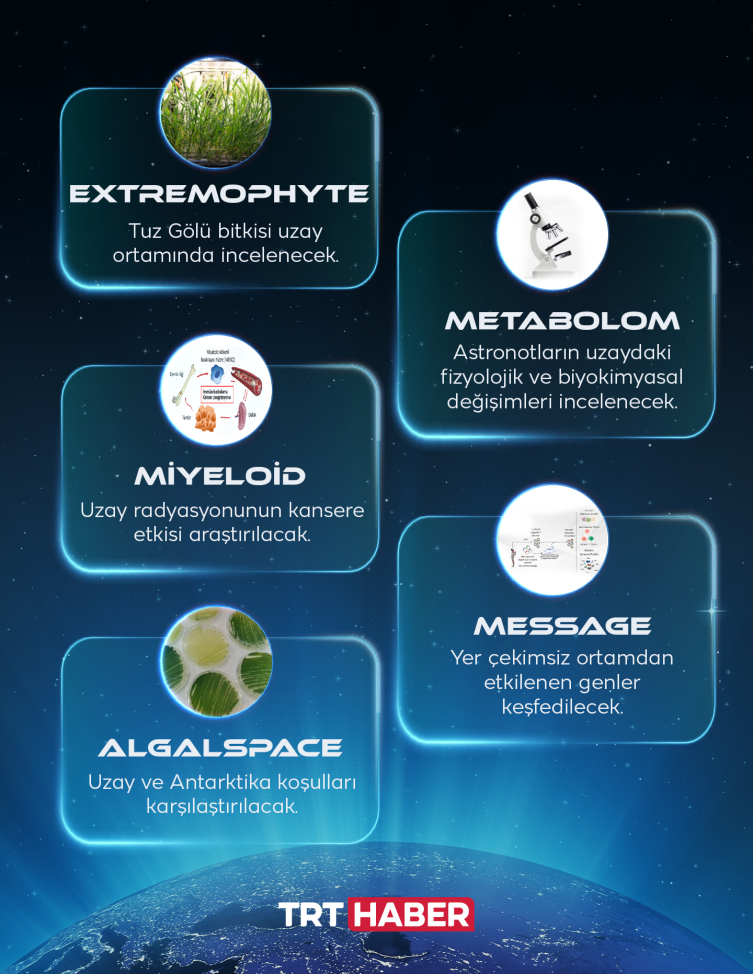 EXTREMOPHYTE
Tuz Gölü bitkisi uzay
ortamında incelenecek.
METABOLOM
Astronotların uzaydaki
fizyolojik ve biyokimyasal
değişimleri incelenecek.
MİYELOİD
Uzay radyasyonunun kansere
etkisi araştırılacak.
MESSAGE
Yer çekimsiz ortamdan
etkilenen genler
keşfedilecek.
ALGALSPACE
Uzay ve Antarktika koşulları
karşılaştırılacak.
TRT HABER